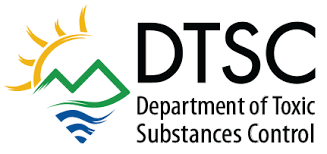 DTSC
Department of Toxic
Substances Control